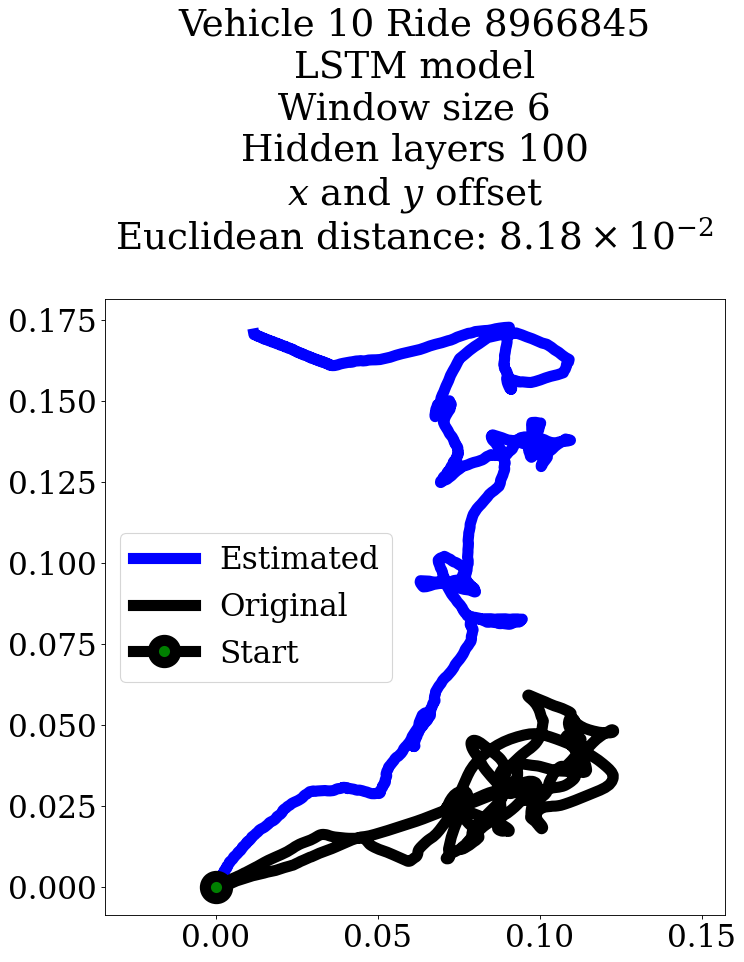 Vehicle 10 Ride 8966845
LSTM model
Window size 6
Hidden layers 100
x and y offset
Euclidean distance: 8.18 × 10⁻²
0.175
0.150
0.125
0.100
0.075
0.050
0.025
0.000
Estimated
Original
Start
0.00 0.05 0.10 0.15